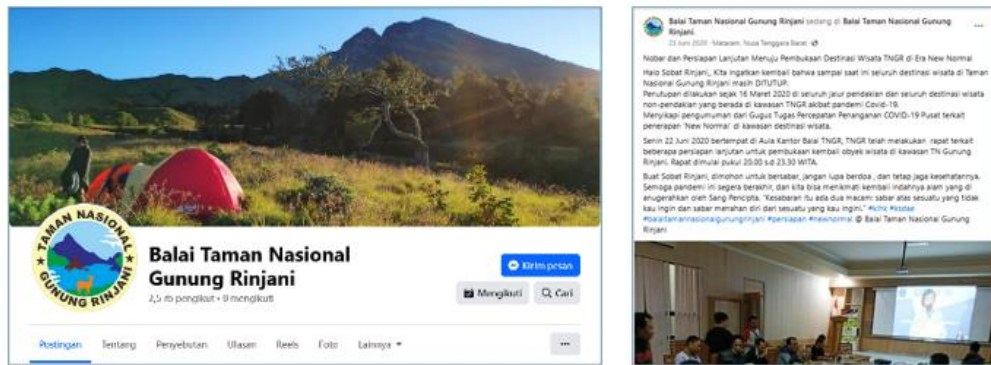 TAMAN NASIONAL
GUNUNG RINJANI
Balai Taman Nasional
Gunung Rinjani
2,5 rb pengikut • 0 mengikuti
Kirim pesan
Mengikuti
Cari
Postingan Tentang Penyebutan Ulasan Reels Foto Lainnya
Balai Taman Nasional Gunung Rinjani sedang di Balai Taman Nasional Gunung
Rinjani.
23 Juni 2020 · Mataram, Nusa Tenggara Barat ·
Nobar dan Persiapan Lanjutan Menuju Pembukaan Destinasi Wisata TNGR di Era New Normal
Halo Sobat Rinjani,, Kita ingatkan kembali bahwa sampai saat ini seluruh destinasi wisata di Taman
Nasional Gunung Rinjani masih DITUTUP.
Penutupan dilakukan sejak 16 Maret 2020 di seluruh jalur pendakian dan seluruh destinasi wisata
non-pendakian yang berada di kawasan TNGR akibat pandemi Covid-19.
Menyikapi pengumuman dari Gugus Tugas Percepatan Penanganan COVID-19 Pusat terkait
penerapan 'New Normal' di kawasan destinasi wisata.
Senin 22 Juni 2020 bertempat di Aula Kantor Balai TNGR, TNGR telah melakukan rapat terkait
beberapa persiapan lanjutan untuk pembukaan kembali obyek wisata di kawasan TN Gunung
Rinjani. Rapat dimulai pukul 20.00 s.d 23.30 WITA.
Buat Sobat Rinjani, dimohon untuk bersabar, jangan lupa berdoa, dan tetap jaga kesehatannya.
Semoga pandemi ini segera berakhir, dan kita bisa menikmati kembali indahnya alam yang di
anugerahkan oleh Sang Pencipta. "Kesabaran itu ada dua macam: sabar atas sesuatu yang tidak
kau ingin dan sabar menahan diri dari sesuatu yang kau ingini." #klhk #ksdae
#balaitamannasionalgunungrinjani #persiapan #newnormal @ Balai Taman Nasional Gunung
Rinjani